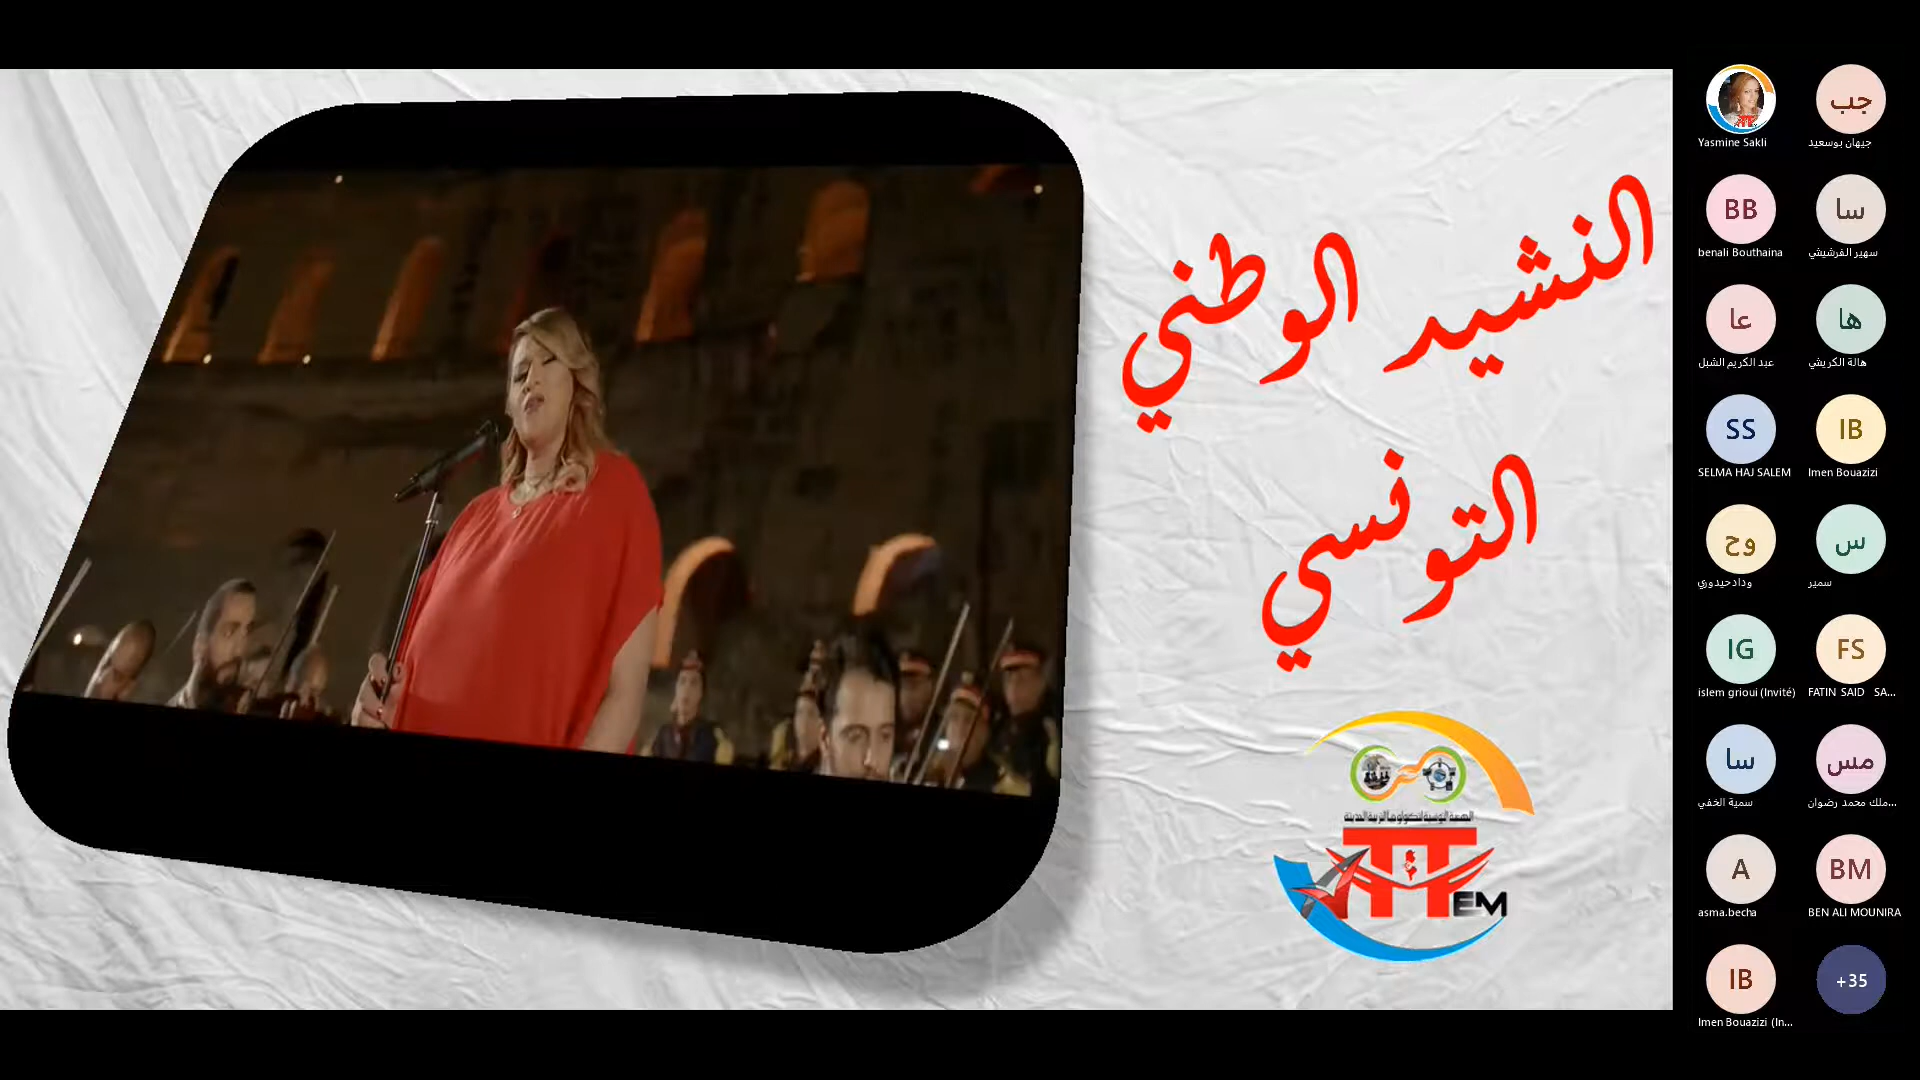 النشيد الوطني
التونسي
TTEM
Yasmine Sakli
جب
جيهان بوسعيد
BB
benali Bouthaina
سا
سهير القرشيشي
عا
عبد الكريم الشبل
ها
هالة الكريشي
SS
SELMA HAJ SALEM
IB
Imen Bouazizi
وح
وداد حيدوري
س
سمير
IG
islem grioui (Invité)
FS
FATIN SAID SA...
سا
سمية الخفي
مس
ملك محمد رضوان...
A
asma.becha
BM
BEN ALI MOUNIRA
IB
Imen Bouazizi (In...
+35